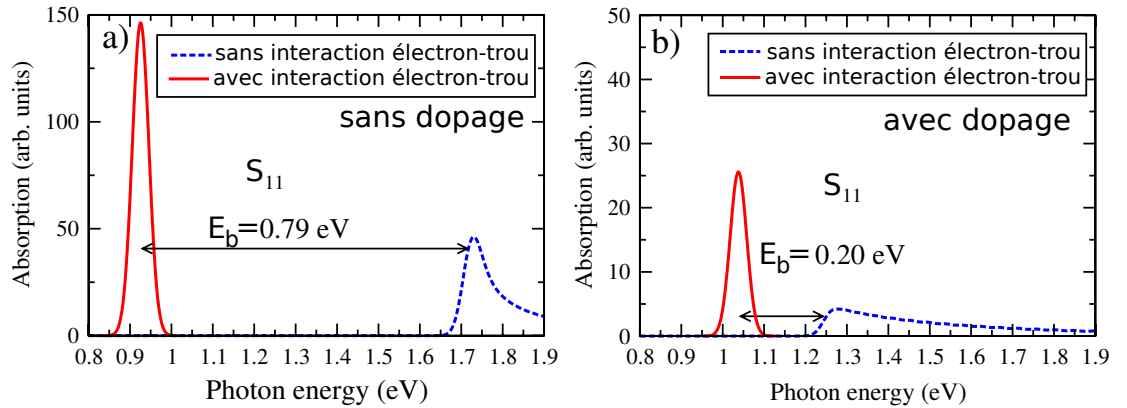 a)
sans interaction électron-trou
avec interaction électron-trou
sans dopage
S11
Eb=0.79 eV
Absorption (arb. units)
150
100
50
0
0.8 0.9 1 1.1 1.2 1.3 1.4 1.5 1.6 1.7 1.8 1.9
Photon energy (eV)
b)
sans interaction électron-trou
avec interaction électron-trou
avec dopage
S11
Eb=0.20 eV
Absorption (arb. units)
50
40
30
20
10
0
0.8 0.9 1 1.1 1.2 1.3 1.4 1.5 1.6 1.7 1.8 1.9
Photon energy (eV)